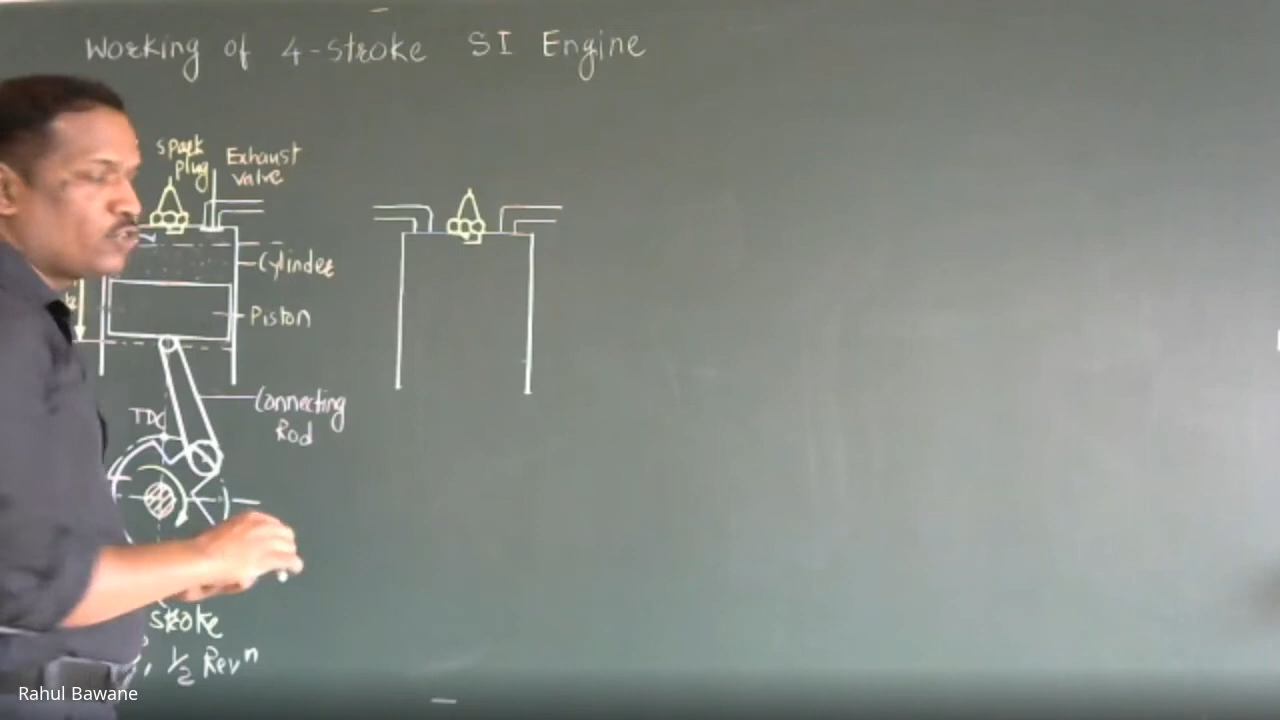 Working of 4-stroke SI Engine
spark
plug
Exhaust
valve
Cylinder
Piston
Connecting
Rod
TDC
stroke
1/2 Revⁿ
Rahul Bawane